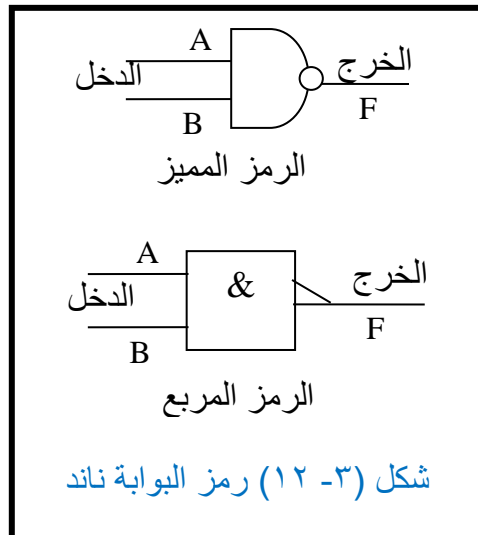 A
الدخل
الخرج
B
F
الرمز المميز
A
&
الخرج
الدخل
B
F
الرمز المربع
شكل (٣- ١٢) رمز البوابة ناند